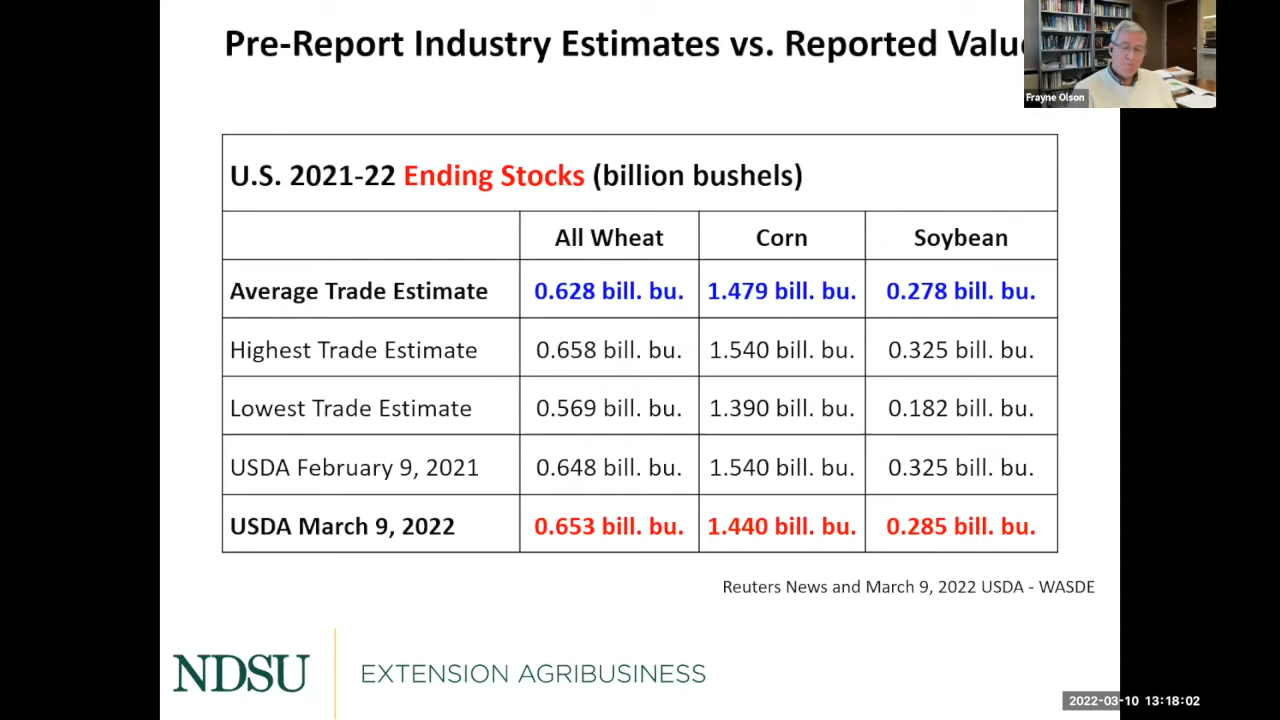 Pre-Report Industry Estimates vs. Reported Valu
Frayne Olson
U.S. 2021-22 Ending Stocks (billion bushels)
All Wheat Corn Soybean
Average Trade Estimate 0.628 bill. bu. 1.479 bill. bu. 0.278 bill. bu.
Highest Trade Estimate 0.658 bill. bu. 1.540 bill. bu. 0.325 bill. bu.
Lowest Trade Estimate 0.569 bill. bu. 1.390 bill. bu. 0.182 bill. bu.
USDA February 9, 2021 0.648 bill. bu. 1.540 bill. bu. 0.325 bill. bu.
USDA March 9, 2022 0.653 bill. bu. 1.440 bill. bu. 0.285 bill. bu.
Reuters News and March 9, 2022 USDA - WASDE
NDSU EXTENSION AGRIBUSINESS
2022-03-10 13:18:02